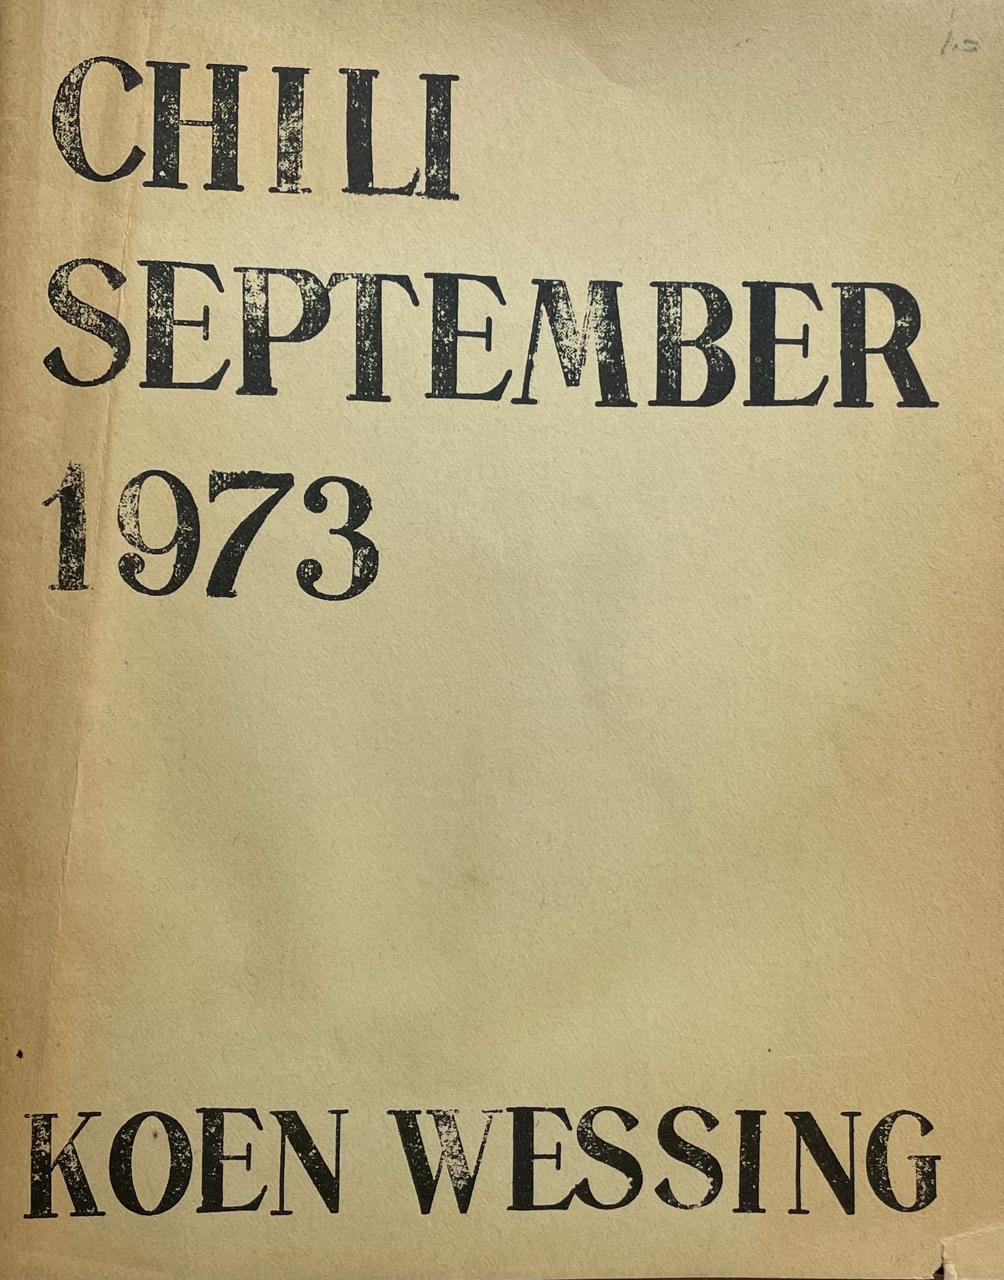 CHILI
SEPTEMBER
1973
KOEN WESSING